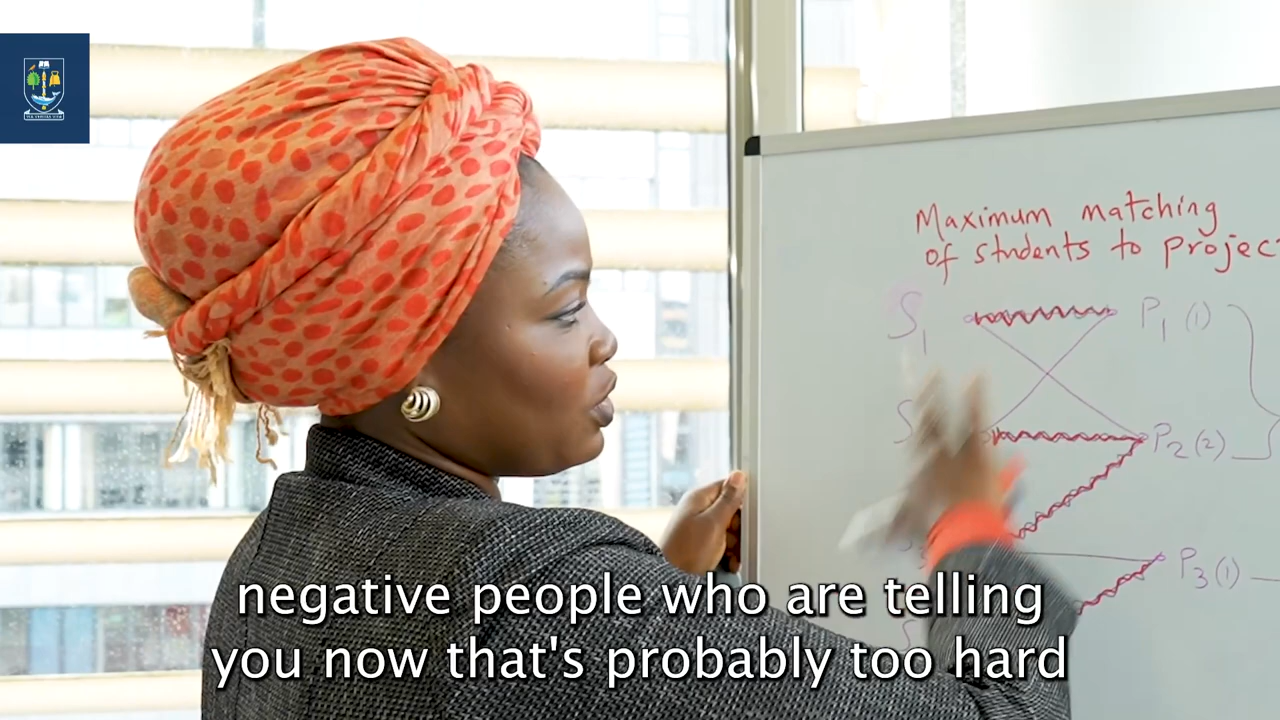 Maximum matching
of students to projec
S1 P1 (1)
S P2 (2)
P3 (1)
negative people who are telling
you now that's probably too hard